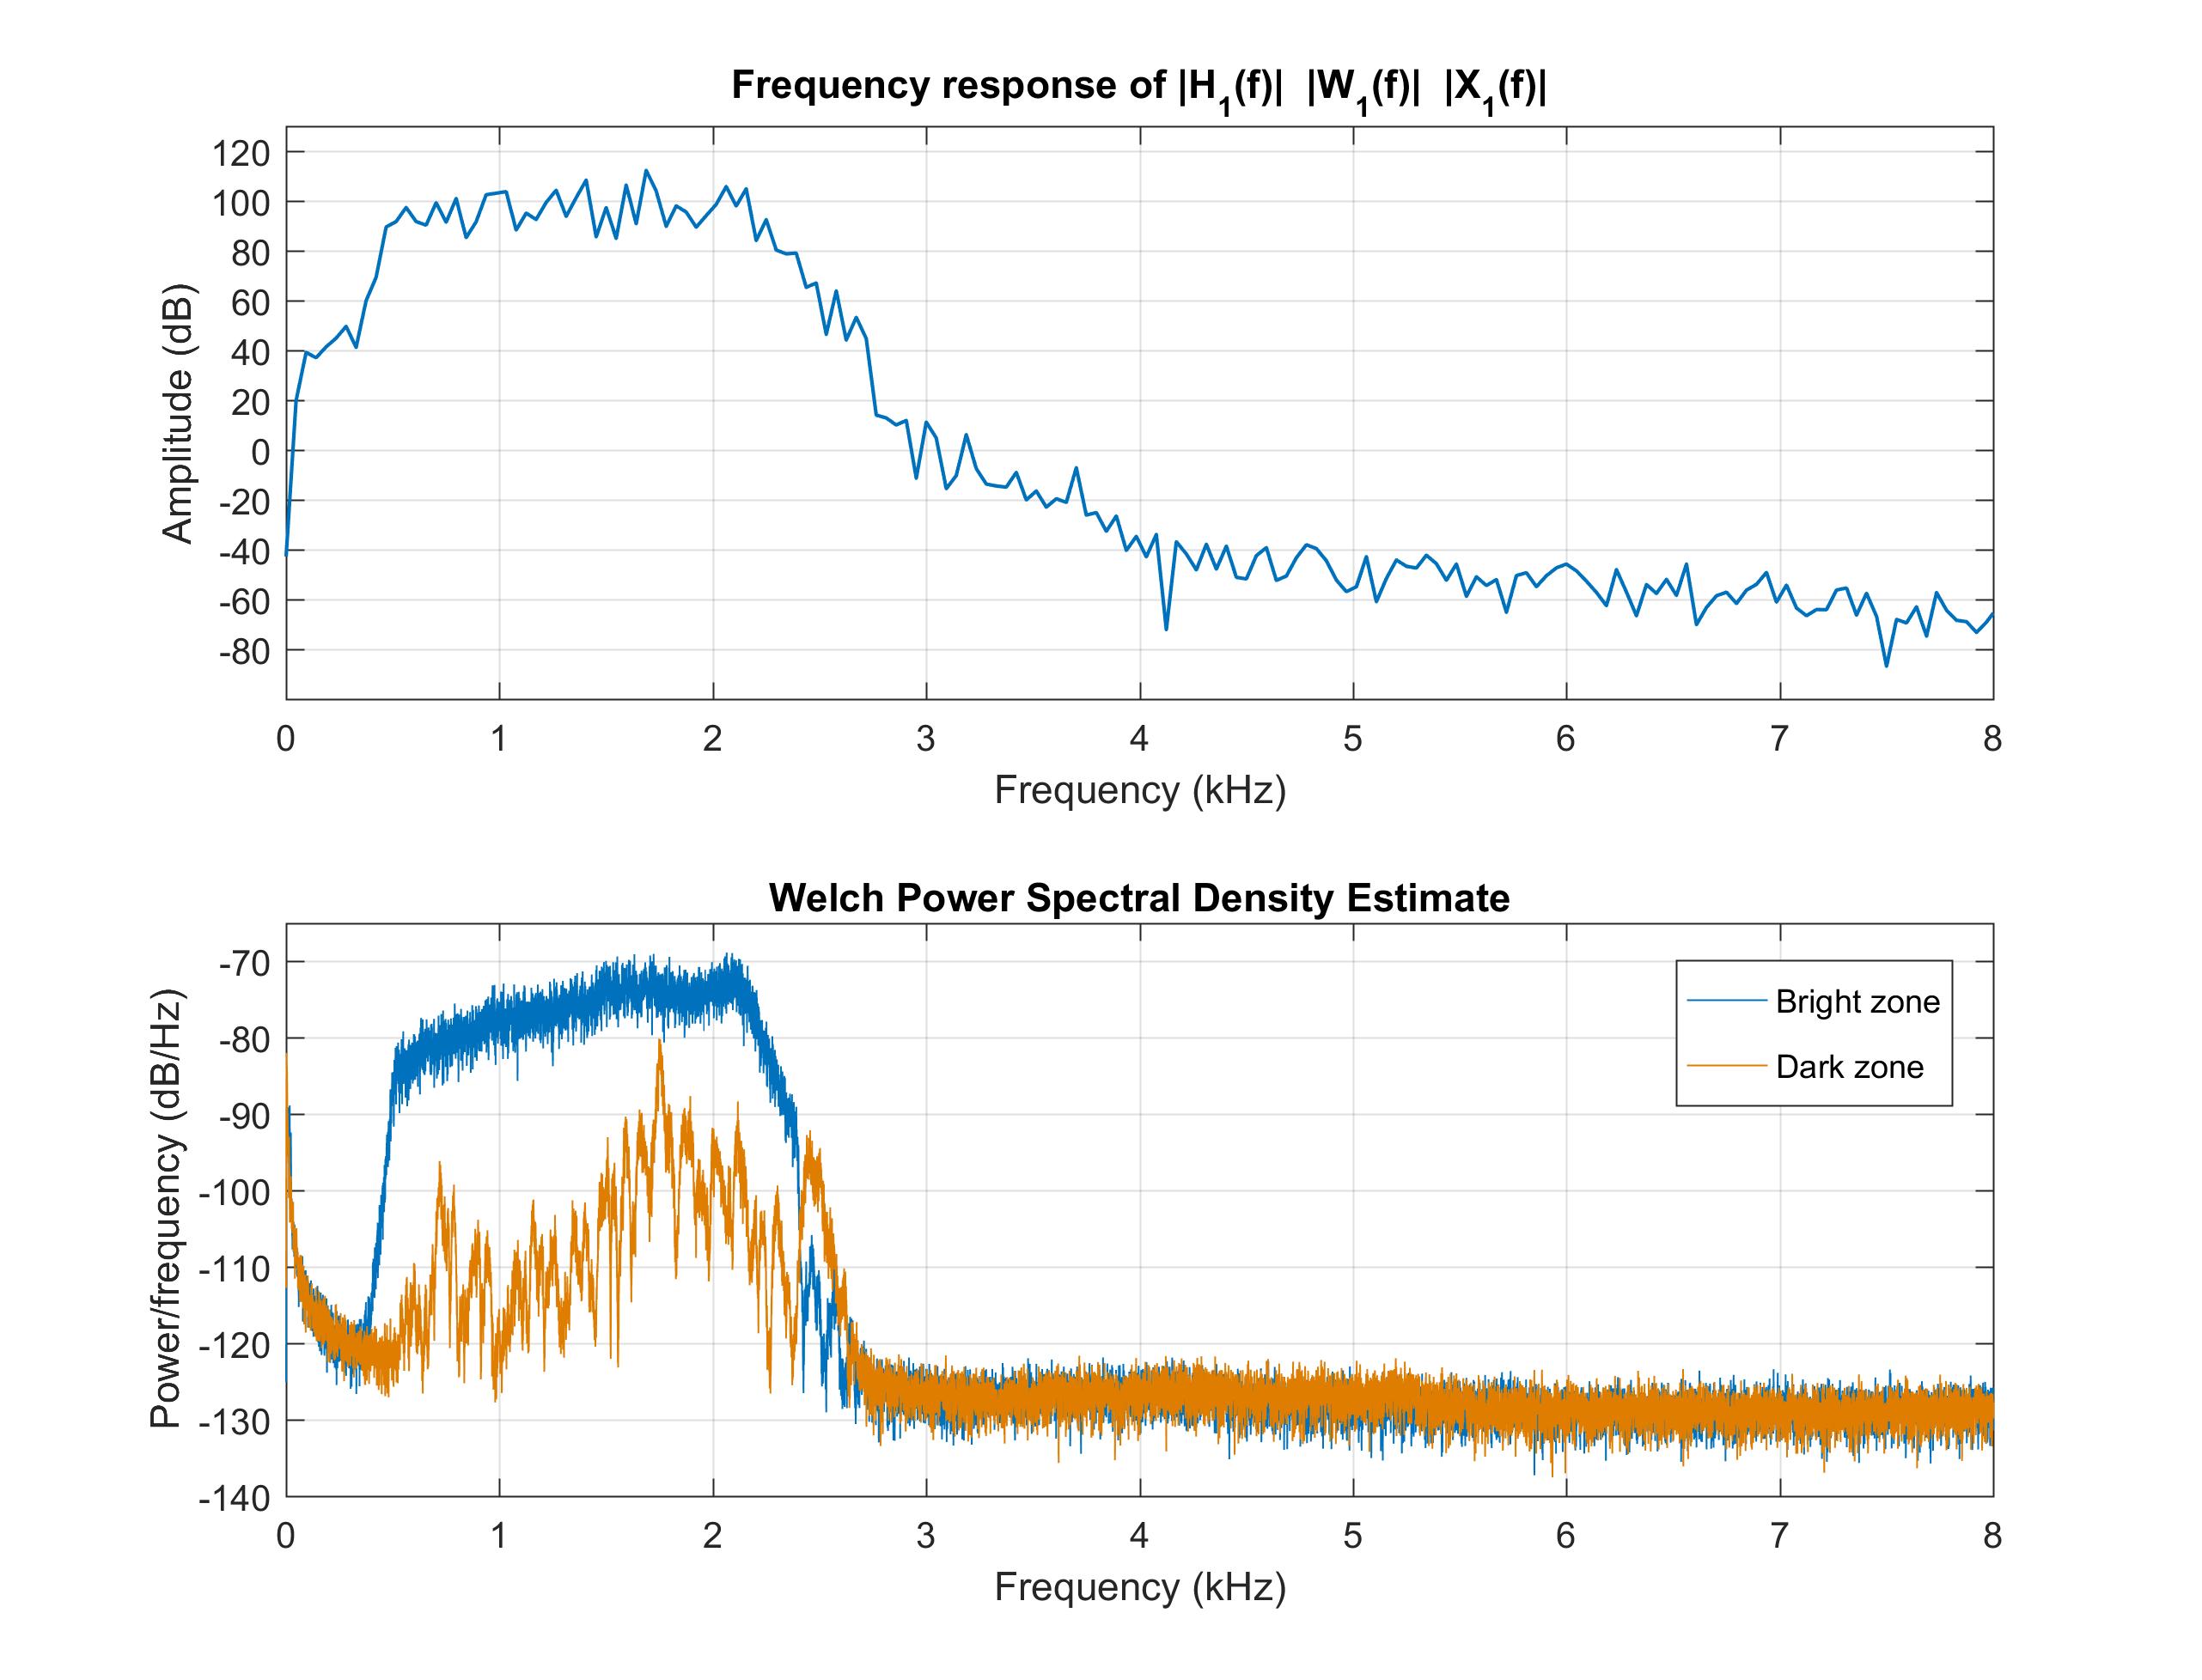 Frequency response of |H1(f)| |W1(f)| |X1(f)|
120
100
80
60
40
20
0
-20
-40
-60
-80
Amplitude (dB)
0 1 2 3 4 5 6 7 8
Frequency (kHz)
Welch Power Spectral Density Estimate
-70
-80
-90
-100
-110
-120
-130
-140
Power/frequency (dB/Hz)
Bright zone
Dark zone
0 1 2 3 4 5 6 7 8
Frequency (kHz)